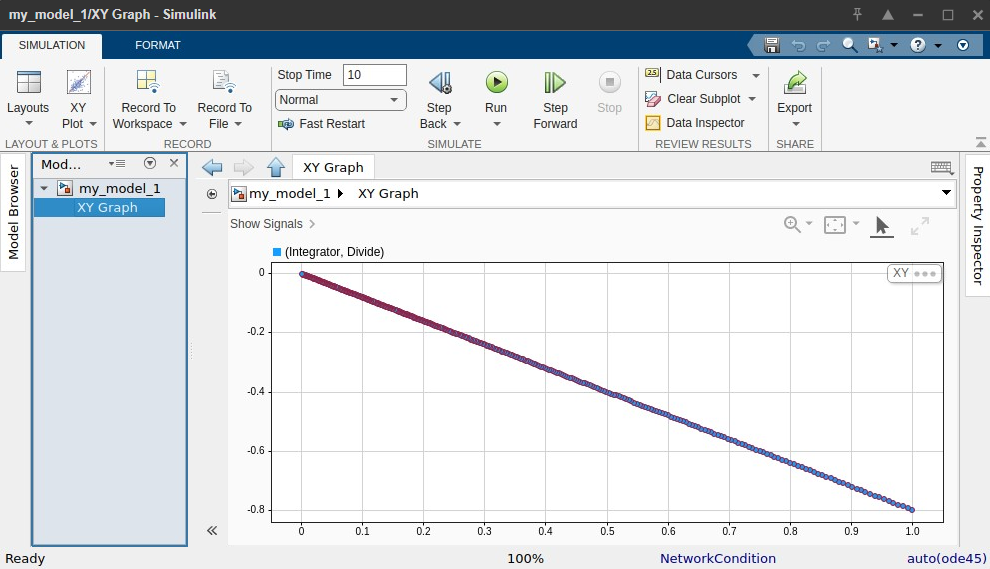 my_model_1/XY Graph - Simulink
SIMULATION
FORMAT
Layouts
XY
Plot
LAYOUT & PLOTS
Record To
Workspace
Record To
File
RECORD
Stop Time
10
Normal
Fast Restart
Step
Back
Run
Step
Forward
Stop
SIMULATE
2.5
Data Cursors
Clear Subplot
Data Inspector
REVIEW RESULTS
Export
SHARE
Model Browser
Mod...
my_model_1
XY Graph
XY Graph
my_model_1
XY Graph
Show Signals
Property Inspector
(Integrator, Divide)
XY
0
-0.2
-0.4
-0.6
-0.8
0
0.1
0.2
0.3
0.4
0.5
0.6
0.7
0.8
0.9
1.0
Ready
100%
NetworkCondition
auto(ode45)